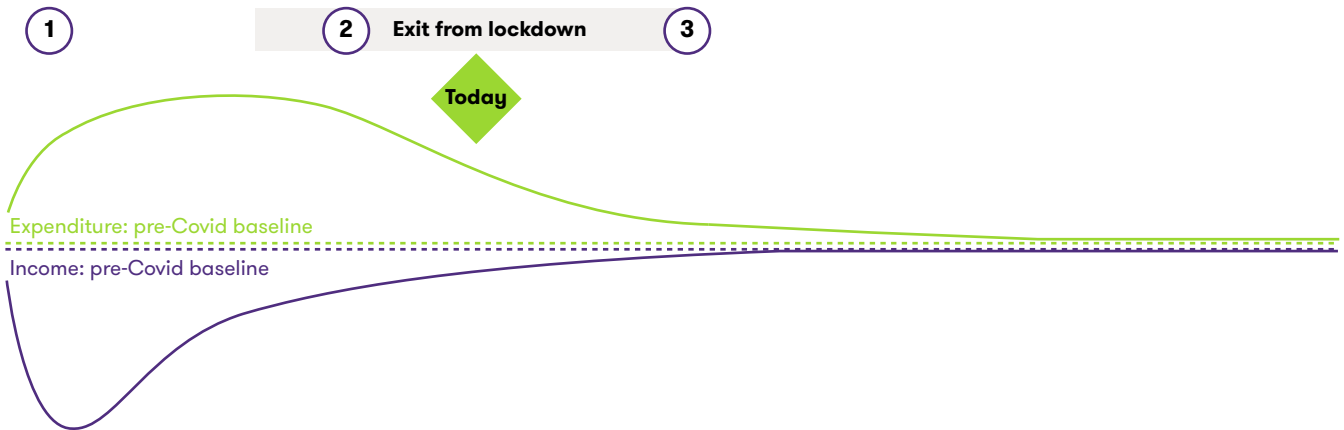 1
2
Exit from lockdown
3
Today
Expenditure: pre-Covid baseline
Income: pre-Covid baseline